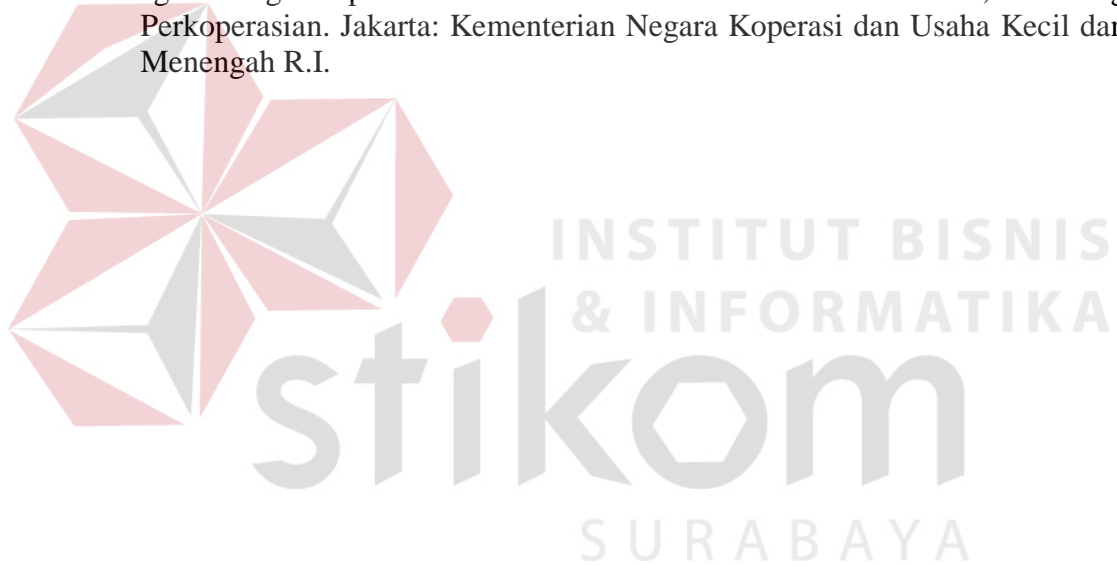 Perkoperasian. Jakarta: Kementerian Negara Koperasi dan Usaha Kecil dan
Menengah R.I.
INSTITUT BISNIS
& INFORMATIKA
stikom
SURABAYA